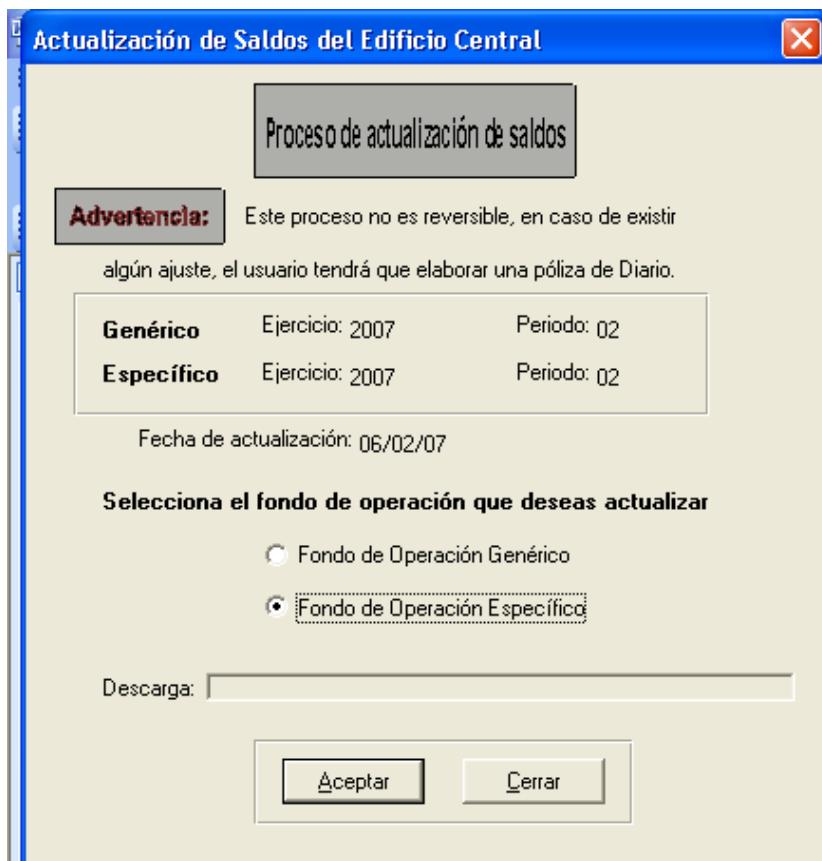 Actualización de Saldos del Edificio Central
Proceso de actualización de saldos
Advertencia: Este proceso no es reversible, en caso de existir
algún ajuste, el usuario tendrá que elaborar una póliza de Diario.
Genérico Ejercicio: 2007 Periodo: 02
Específico Ejercicio: 2007 Periodo: 02
Fecha de actualización: 06/02/07
Selecciona el fondo de operación que deseas actualizar
Fondo de Operación Genérico
Fondo de Operación Específico
Descarga:
Aceptar Cerrar